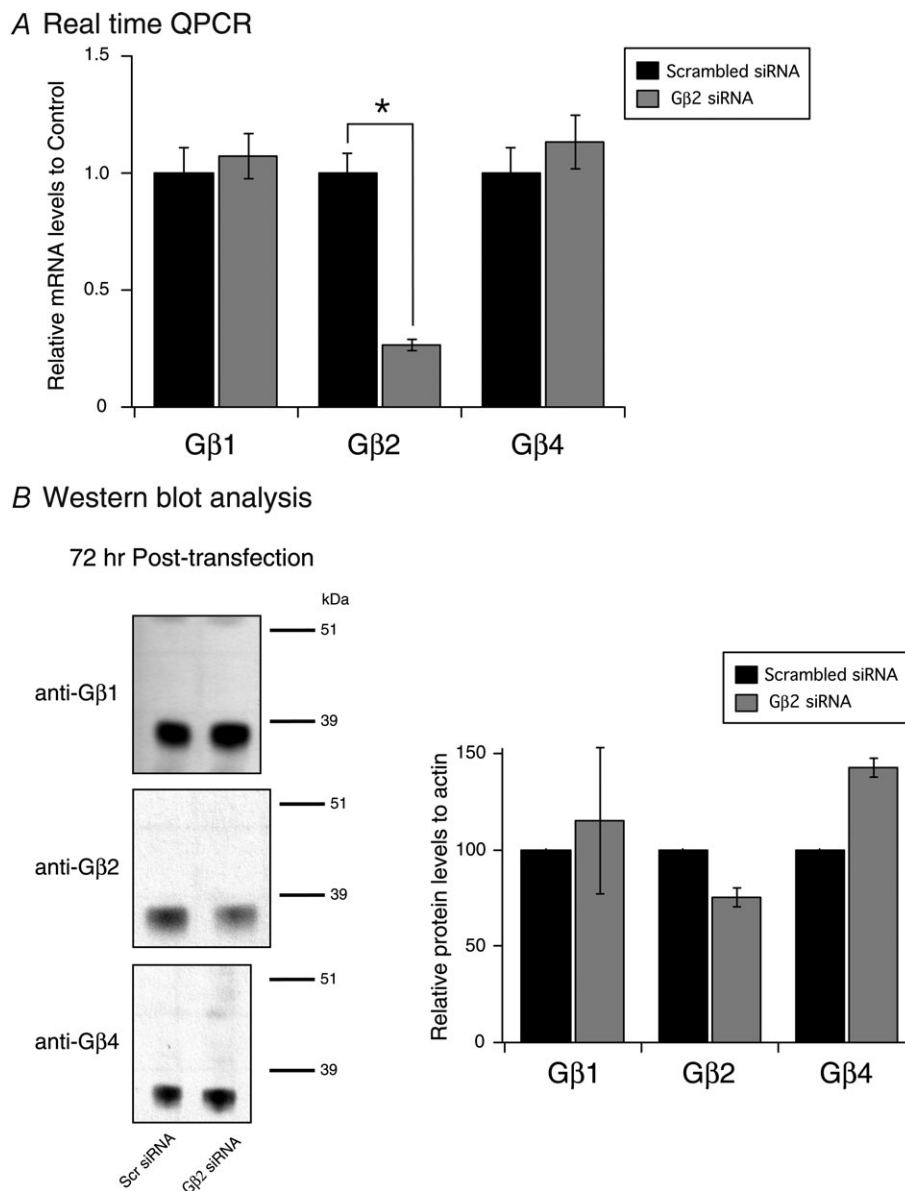 A Real time QPCR
Relative mRNA levels to Control
1.5
1.0
0.5
0
Scrambled siRNA
Gβ2 siRNA
*
Gβ1
Gβ2
Gβ4
B Western blot analysis
72 hr Post-transfection
kDa
anti-Gβ1
51
39
anti-Gβ2
51
39
anti-Gβ4
51
39
Scr siRNA
Gβ2 siRNA
Scrambled siRNA
Gβ2 siRNA
Relative protein levels to actin
150
100
50
0
Gβ1
Gβ2
Gβ4